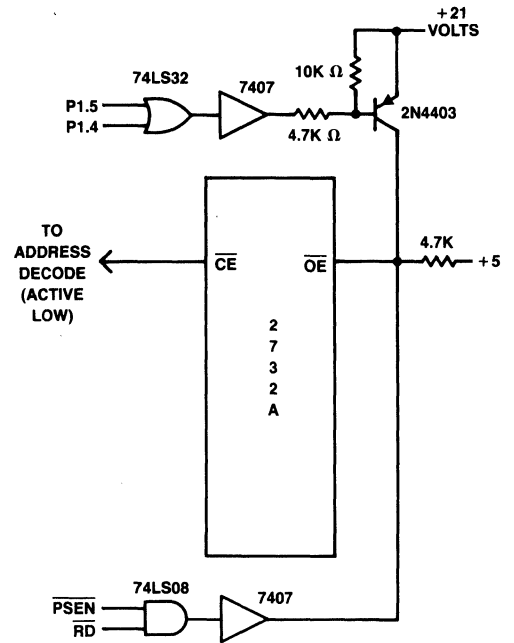 +21
VOLTS
10K Ω
74LS32
7407
P1.5
P1.4
2N4403
4.7K Ω
TO
ADDRESS
DECODE
(ACTIVE
LOW)
CE
OE
4.7K
+5
2
7
3
2
A
74LS08
7407
PSEN
RD